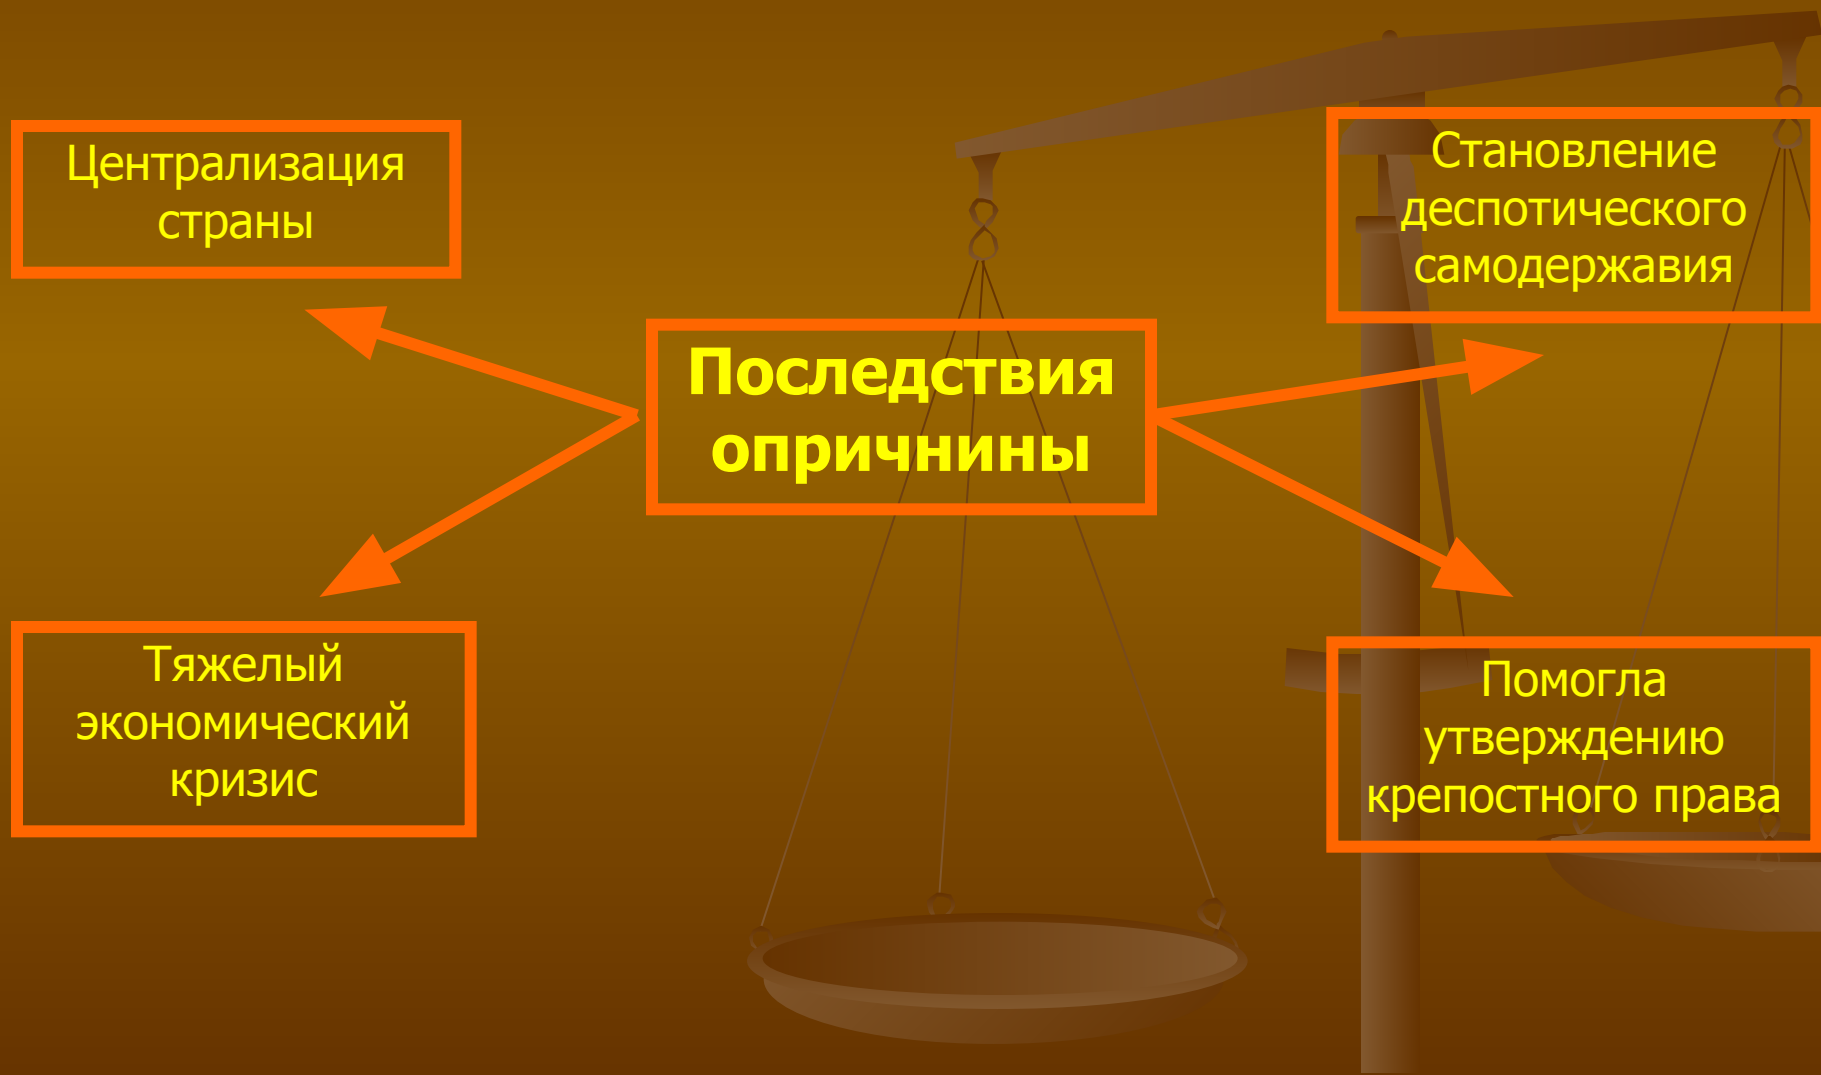 Централизация
страны
Становление
деспотического
самодержавия
Последствия
опричнины
Тяжелый
экономический
кризис
Помогла
утверждению
крепостного права